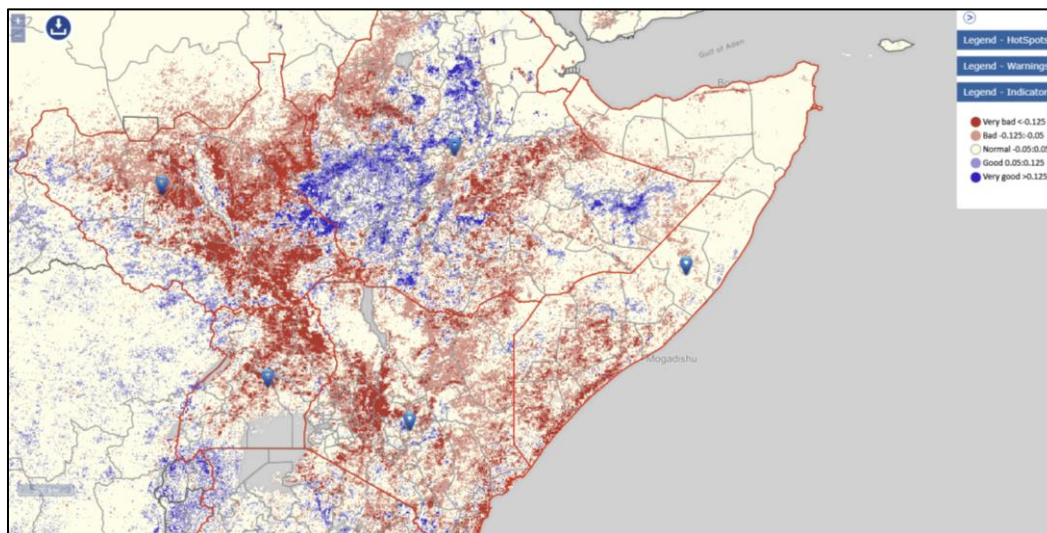 +
−
Gulf of Aden
Bo
Mogadishu
Legend - HotSpots
Legend - Warnings
Legend - Indicator
Very bad <-0.125
Bad -0.125:-0.05
Normal -0.05:0.05
Good 0.05:0.125
Very good >0.125